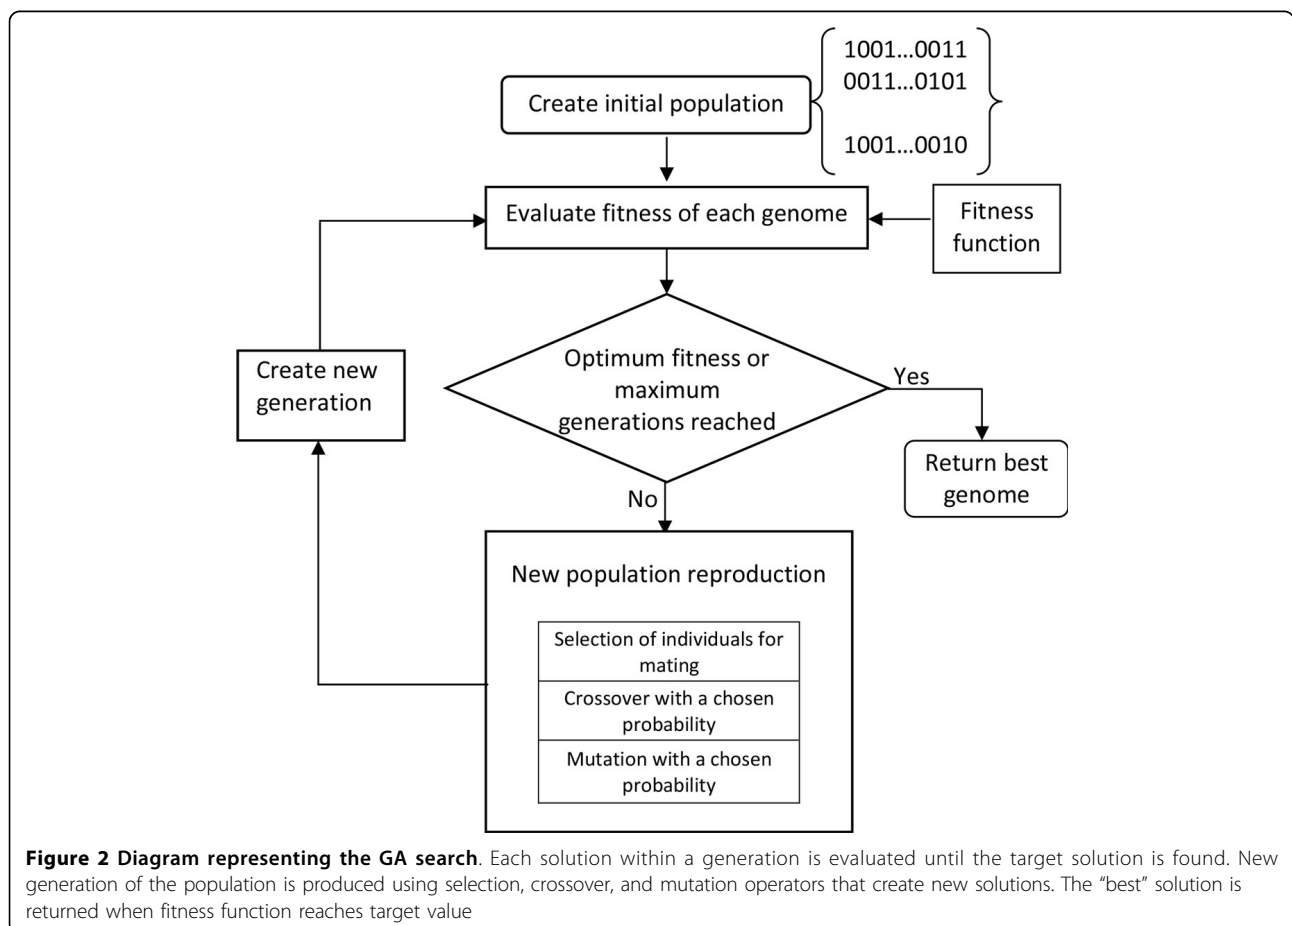 1001...0011
0011...0101
1001...0010
Create initial population
Evaluate fitness of each genome
Fitness
function
Optimum fitness or
maximum
generations reached
Yes
Return best
genome
No
Create new
generation
New population reproduction
Selection of individuals for
mating
Crossover with a chosen
probability
Mutation with a chosen
probability
Figure 2 Diagram representing the GA search. Each solution within a generation is evaluated until the target solution is found. New
generation of the population is produced using selection, crossover, and mutation operators that create new solutions. The “best” solution is
returned when fitness function reaches target value